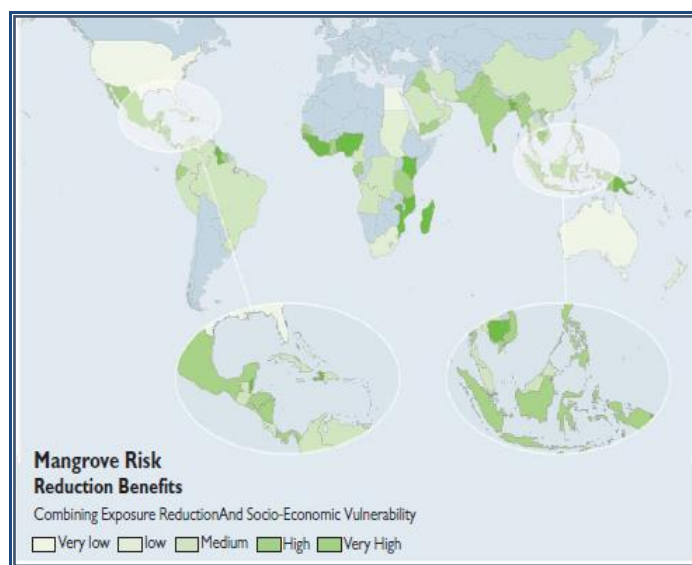 Mangrove Risk
Reduction Benefits
Combining Exposure ReductionAnd Socio-Economic Vulnerability
Very low low Medium High Very High